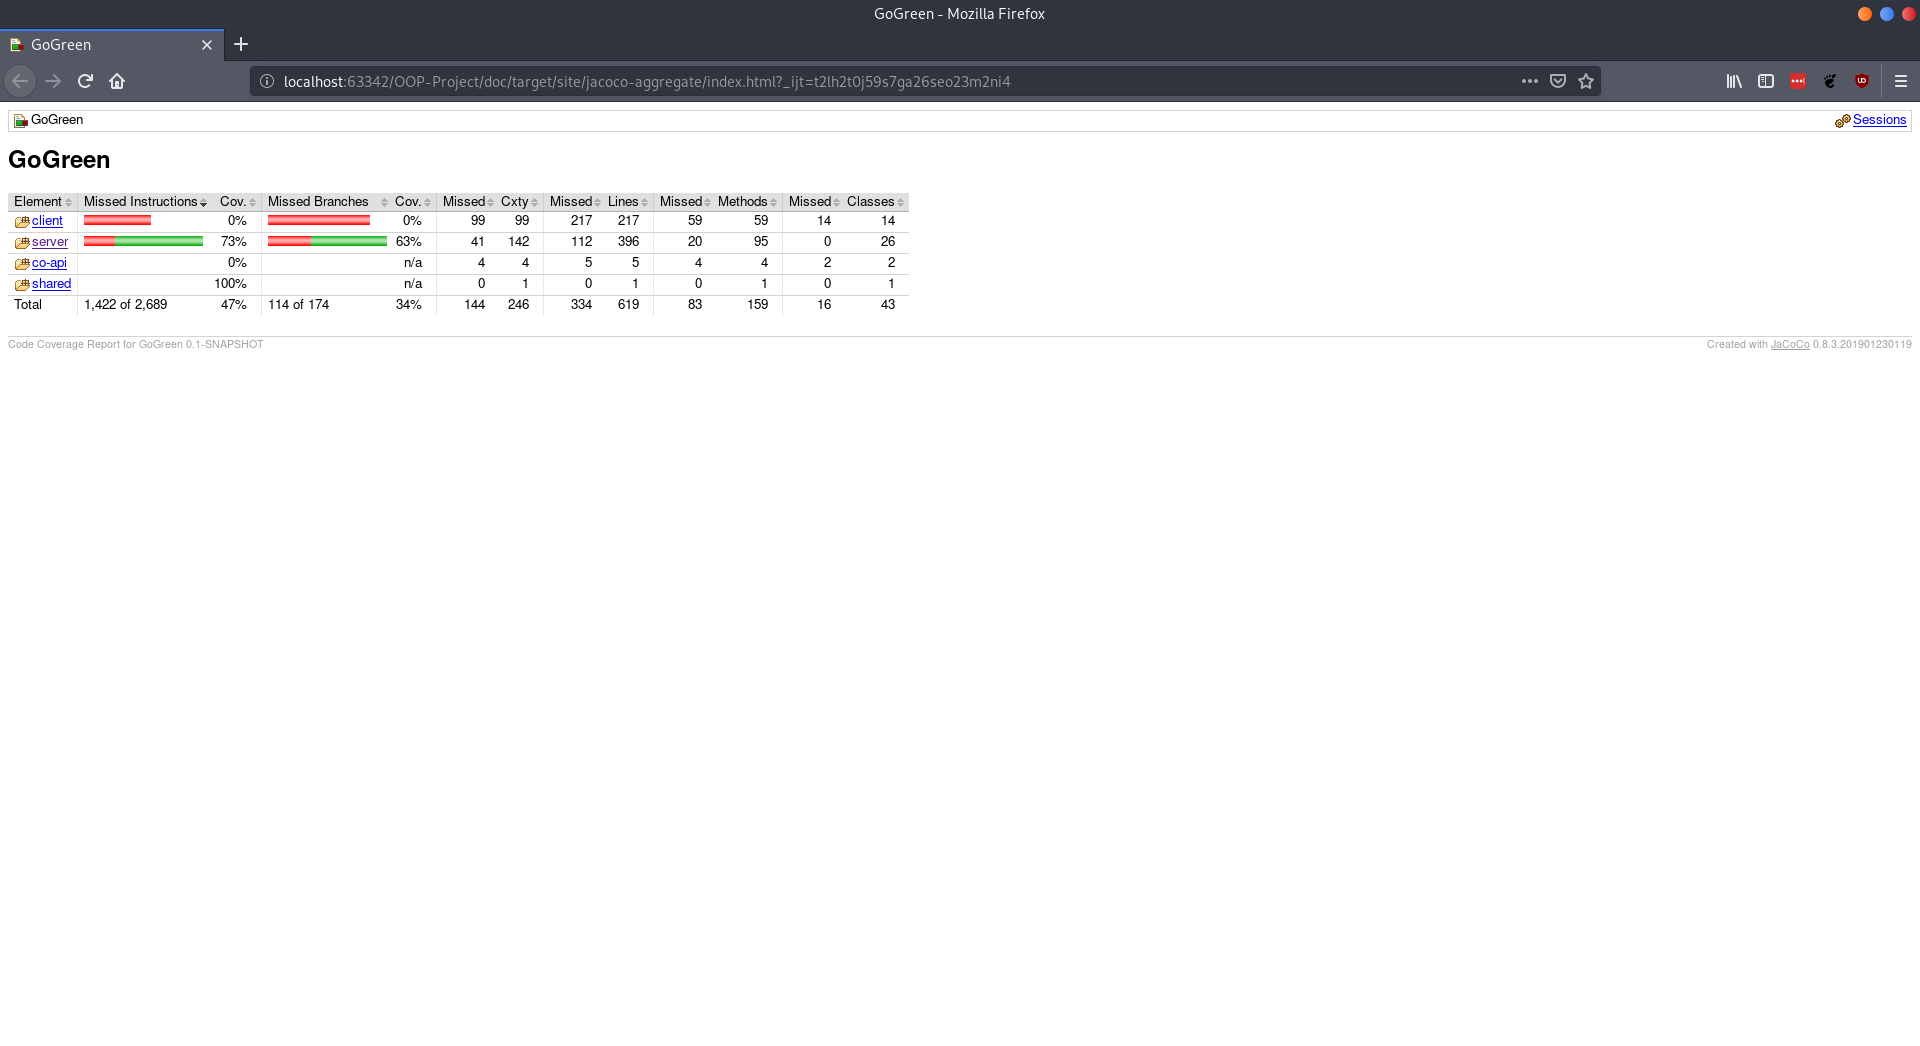 GoGreen - Mozilla Firefox
GoGreen
localhost:63342/OOP-Project/doc/target/site/jacoco-aggregate/index.html?_ijt=t2lh2t0j59s7ga26seo23m2ni4
GoGreen Sessions
GoGreen
Element Missed Instructions Cov. Missed Branches Cov. Missed Cxty Missed Lines Missed Methods Missed Classes
client 0% 0% 99 99 217 217 59 59 14 14
server 73% 63% 41 142 112 396 20 95 0 26
co-api 0% n/a 4 4 5 5 4 4 2 2
shared 100% n/a 0 1 0 1 0 1 0 1
Total 1,422 of 2,689 47% 114 of 174 34% 144 246 334 619 83 159 16 43
Code Coverage Report for GoGreen 0.1-SNAPSHOT Created with JaCoCo 0.8.3.201901230119